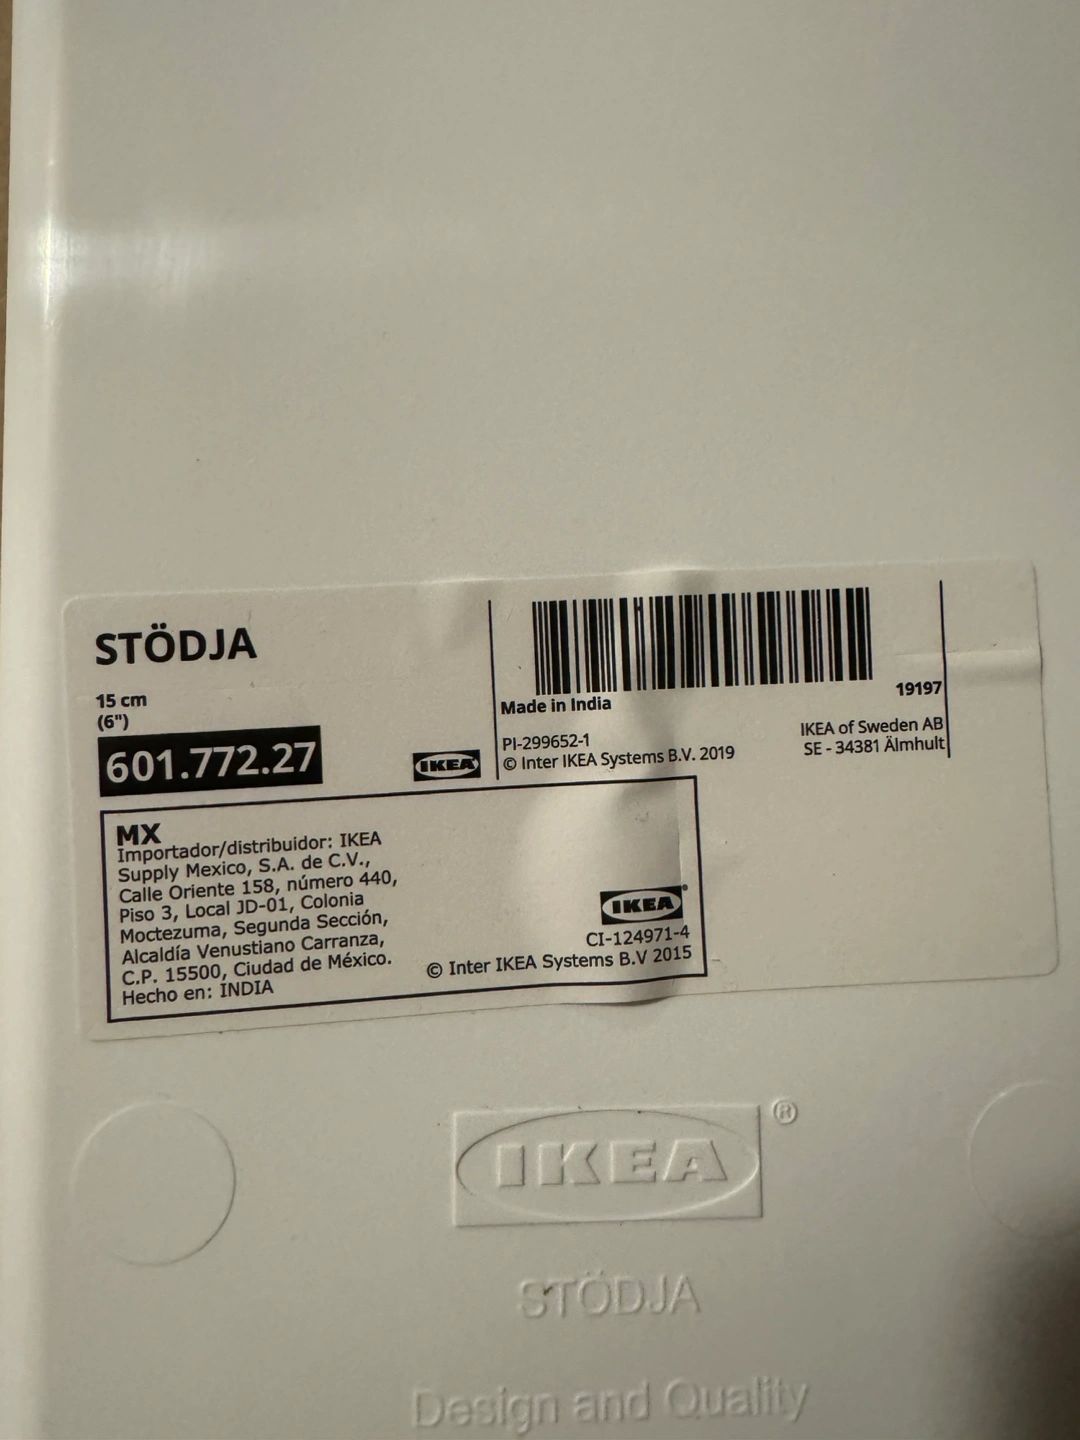 STÖDJA
15 cm
(6")
601.772.27
IKEA
Made in India
19197
PI-299652-1
© Inter IKEA Systems B.V. 2019
IKEA of Sweden AB
SE - 34381 Älmhult
MX
Importador/distribuidor: IKEA
Supply Mexico, S.A. de C.V.,
Calle Oriente 158, número 440,
Piso 3, Local JD-01, Colonia
Moctezuma, Segunda Sección,
Alcaldía Venustiano Carranza,
C.P. 15500, Ciudad de México.
Hecho en: INDIA
IKEA®
CI-124971-4
© Inter IKEA Systems B.V 2015
IKEA®
STÖDJA
Design and Quality